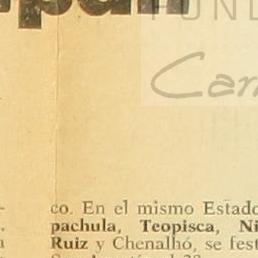 FUND
Car
co. En el mismo Estado
pachula, Teopisca, Ni
Ruiz y Chenalhó, se fest